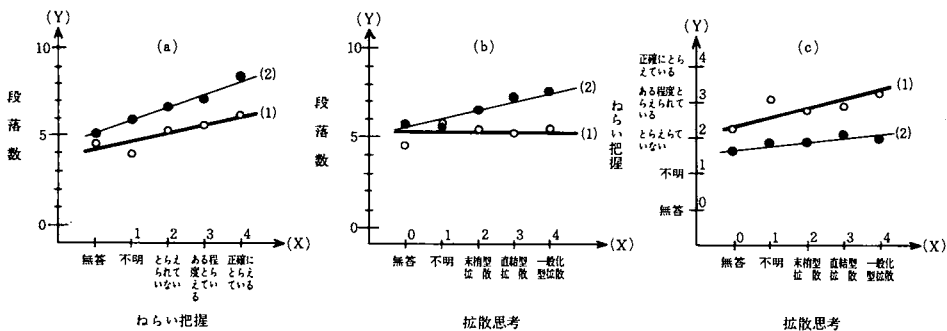 (Y)
(a)
10
5
0
段落数
(2)
(1)
(X)
1
2
3
4
無答
不明
とらえられていない
ある程度とらえている
正確にとらえている
ねらい把握
(Y)
(b)
10
5
0
段落数
(2)
(1)
(X)
0
1
2
3
4
無答
不明
末梢型拡散
直結型拡散
一般化型拡散
拡散思考
(Y)
(c)
正確にとらえている
4
ある程度とらえられている
3
とらえらていない
2
不明
1
無答
0
ねらい把握
(1)
(2)
(X)
0
1
2
3
4
無答
不明
末梢型拡散
直結型拡散
一般化型拡散
拡散思考